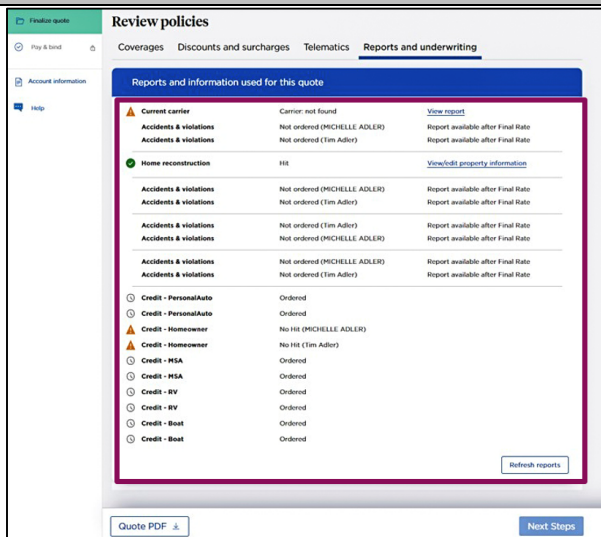 Finalize quote
Pay & bind
Account information
Help
Review policies
Coverages Discounts and surcharges Telematics Reports and underwriting
Reports and information used for this quote
Current carrier Carrier: not found View report
Accidents & violations Not ordered (MICHELLE ADLER) Report available after Final Rate
Accidents & violations Not ordered (Tim Adler) Report available after Final Rate
Home reconstruction Hit View/edit property information
Accidents & violations Not ordered (MICHELLE ADLER) Report available after Final Rate
Accidents & violations Not ordered (Tim Adler) Report available after Final Rate
Accidents & violations Not ordered (Tim Adler) Report available after Final Rate
Accidents & violations Not ordered (MICHELLE ADLER) Report available after Final Rate
Accidents & violations Not ordered (MICHELLE ADLER) Report available after Final Rate
Accidents & violations Not ordered (Tim Adler) Report available after Final Rate
Credit - PersonalAuto Ordered
Credit - PersonalAuto Ordered
Credit - Homeowner No Hit (MICHELLE ADLER)
Credit - Homeowner No Hit (Tim Adler)
Credit - MSA Ordered
Credit - MSA Ordered
Credit - RV Ordered
Credit - RV Ordered
Credit - Boat Ordered
Credit - Boat Ordered
Refresh reports
Quote PDF
Next Steps